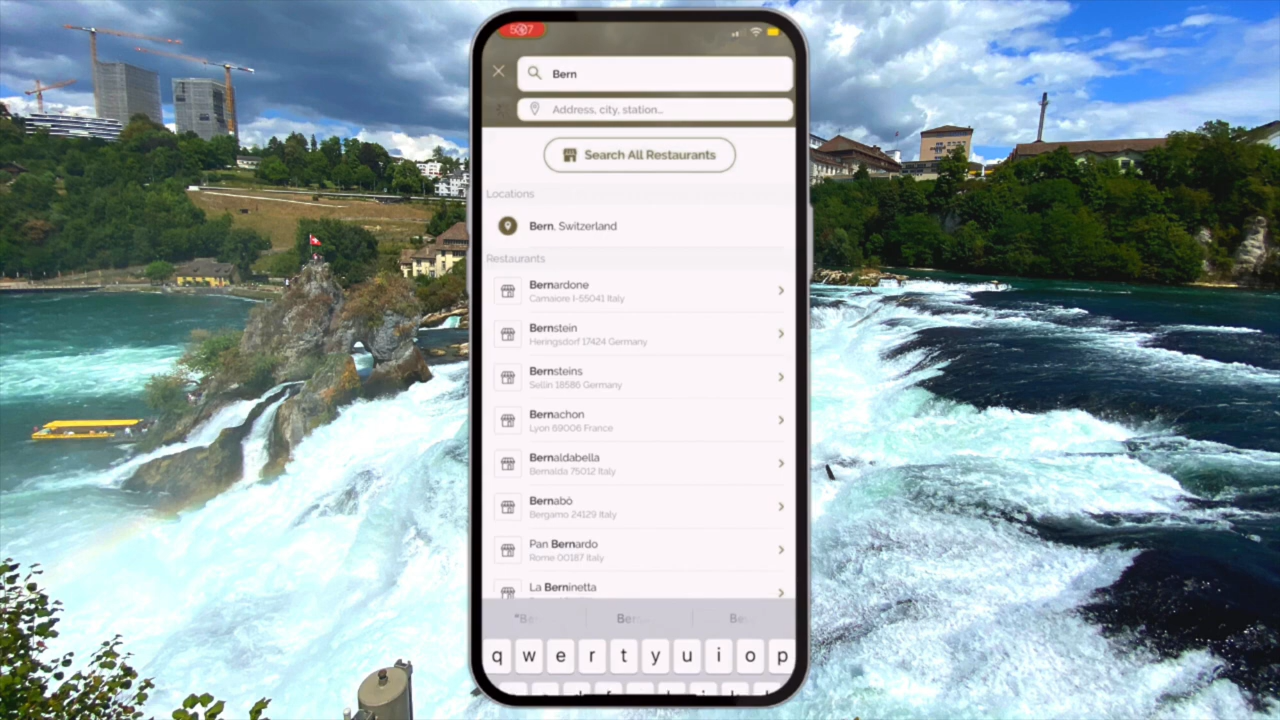 Bern
Address, city, station...
Search All Restaurants
Locations
Bern, Switzerland
Restaurants
Bernardone
Camaiore I-55041 Italy
Bernstein
Heringsdorf 17424 Germany
Bernsteins
Sellin 18586 Germany
Bernachon
Lyon 69006 France
Bernaldabella
Bernalda 75012 Italy
Bernabò
Bergamo 24129 Italy
Pan Bernardo
Rome 00187 Italy
La Berninetta
q w e r t y u i o p